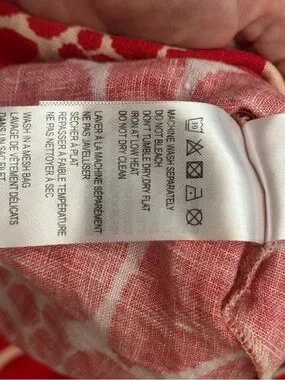 30
MACHINE WASH SEPARATELY
DO NOT BLEACH
DON'T TUMBLE DRY,DRY FLAT
IRON AT LOW HEAT
DO NOT DRY CLEAN
LAVER À LA MACHINE SÉPARÉMENT
NE PAS JAVELLISER
SÉCHER À PLAT
REPASSER À FAIBLE TEMPÉRATURE
NE PAS NETTOYER À SEC
WASH IN A MESH BAG
LAVAGE DE VÊTEMENT DÉLICATS
DANS UN SAC FILET